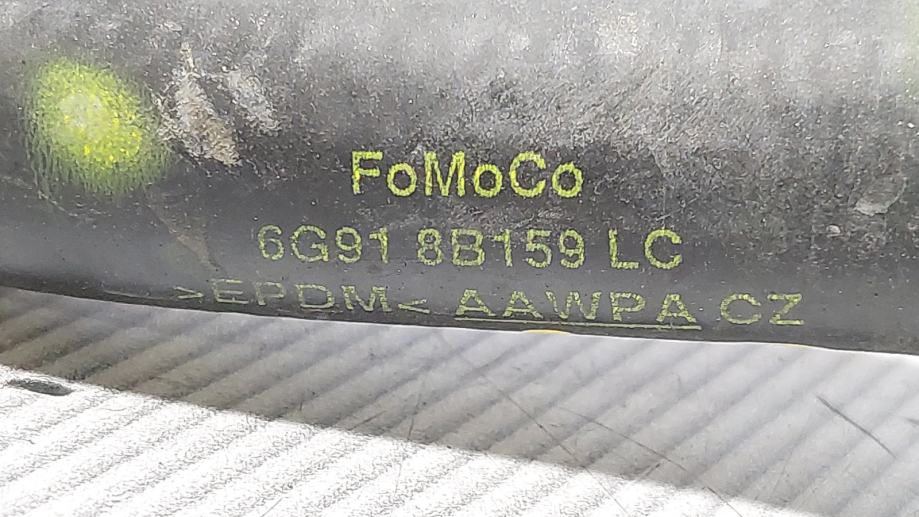 FoMoCo
6G91 8B159 LC
>EPDM< AAWPA CZ